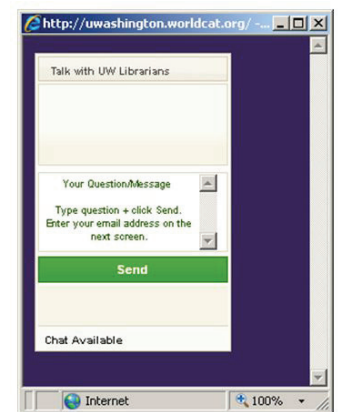 http://uwashington.worldcat.org/ -...
Talk with UW Librarians
Your Question/Message
Type question + click Send.
Enter your email address on the
next screen.
Send
Chat Available
Internet
100%